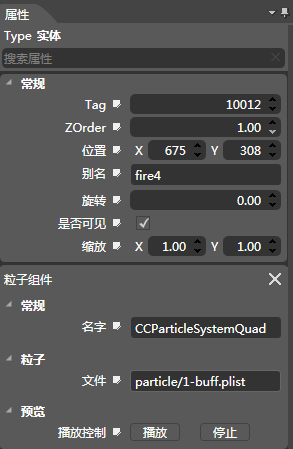 属性
Type 实体
搜索属性
常规
Tag 10012
ZOrder 1.00
位置 X 675 Y 308
别名 fire4
旋转 0.00
是否可见
缩放 X 1.00 Y 1.00
粒子组件
常规
名字 CCParticleSystemQuad
粒子
文件 particle/1-buff.plist
预览
播放控制 播放 停止